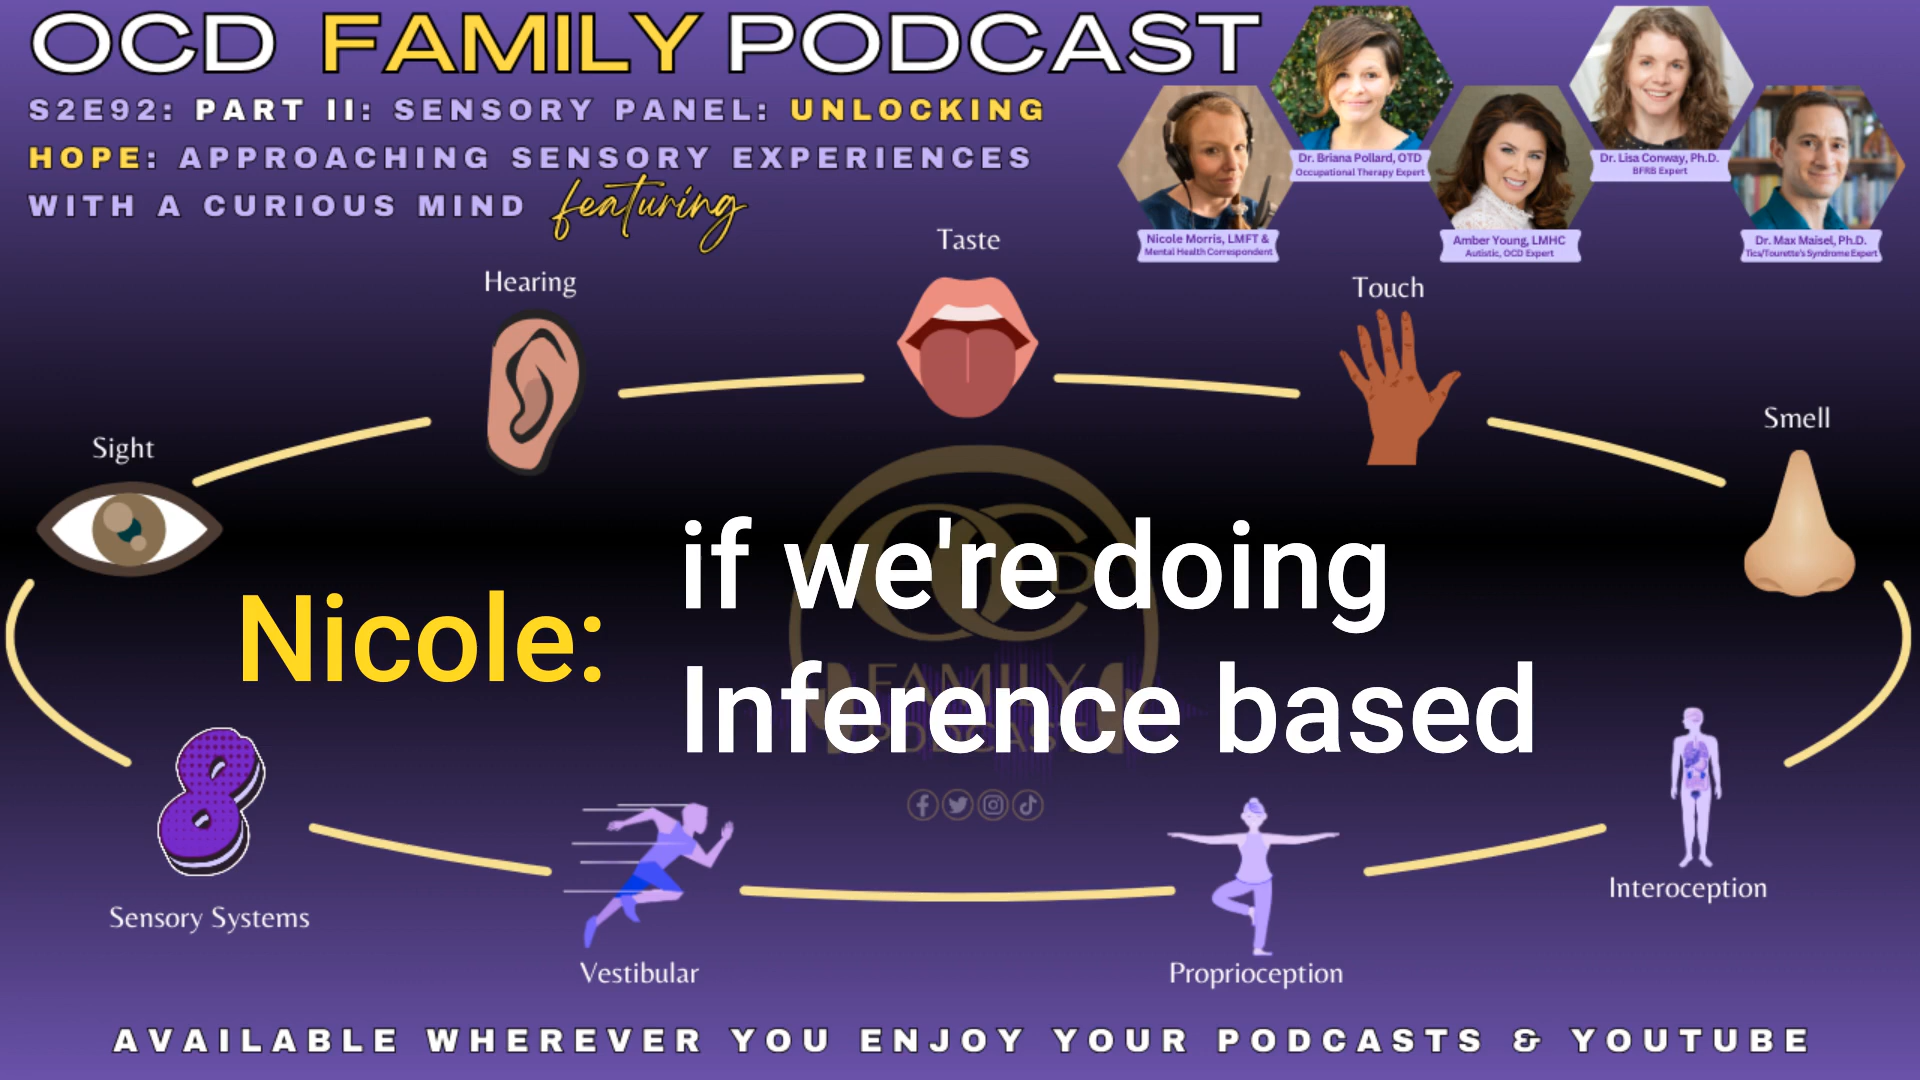 OCD FAMILY PODCAST
S2E92: PART II: SENSORY PANEL: UNLOCKING
HOPE: APPROACHING SENSORY EXPERIENCES
WITH A CURIOUS MIND featuring
Dr. Briana Pollard, OTD
Occupational Therapy Expert
Dr. Lisa Conway, Ph.D.
BFRB Expert
Nicole Morris, LMFT &
Mental Health Correspondent
Amber Young, LMHC
Autistic, OCD Expert
Dr. Max Maisel, Ph.D.
Tics/Tourette's Syndrome Expert
Taste
Hearing
Touch
Smell
Sight
Nicole:
if we're doing
Inference based
OCD
FAMILY
PODCAST
8
Sensory Systems
Vestibular
Proprioception
Interoception
AVAILABLE WHEREVER YOU ENJOY YOUR PODCASTS & YOUTUBE